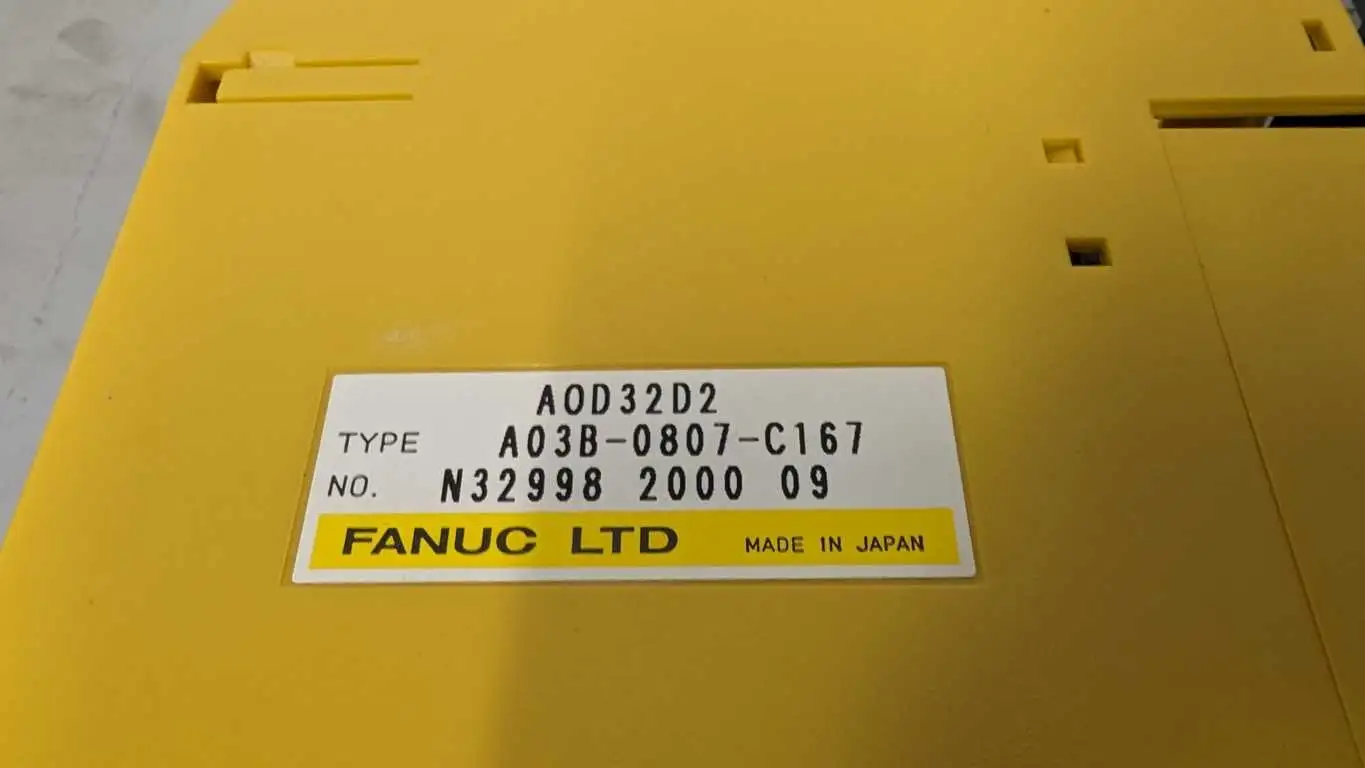 AOD32D2
TYPE A03B-0807-C167
NO. N32998 2000 09
FANUC LTD MADE IN JAPAN